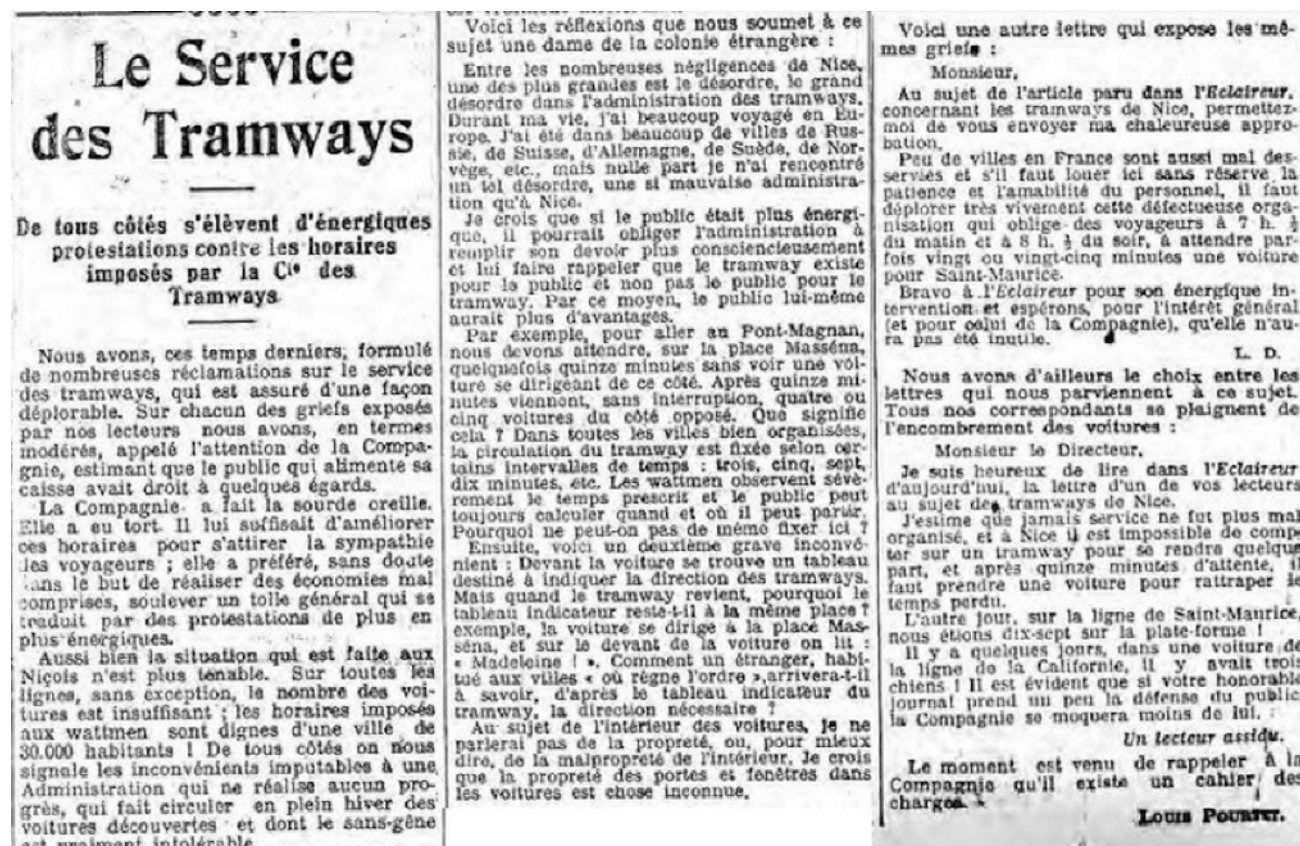 Le Service
des Tramways
De tous côtés s'élèvent d'énergiques
protestations contre les horaires
imposés par la Cie des
Tramways
Nous avons, ces temps derniers, formulé
de nombreuses réclamations sur le service
des tramways, qui est assuré d'une façon
déplorable. Sur chacun des griefs exposés
par nos lecteurs nous avons, en termes
modérés, appelé l'attention de la Compa-
gnie, estimant que le public qui alimente sa
caisse avait droit à quelques égards.
La Compagnie a fait la sourde oreille.
Elle a eu tort. Il lui suffisait d'améliorer
ces horaires pour s'attirer la sympathie
des voyageurs ; elle a préféré, sans doute
dans le but de réaliser des économies mal
comprises, soulever un tolle général qui se
traduit par des protestations de plus en
plus énergiques.
Aussi bien la situation qui est faite aux
Niçois n'est plus tenable. Sur toutes les
lignes, sans exception, le nombre des voi-
tures est insuffisant ; les horaires imposés
aux wattmen sont dignes d'une ville de
30.000 habitants ! De tous côtés on nous
signale les inconvénients imputables à une
Administration qui ne réalise aucun pro-
grès, qui fait circuler en plein hiver des
voitures découvertes et dont le sans-gêne
est vraiment intolérable.
Voici les réflexions que nous soumet à ce
sujet une dame de la colonie étrangère :
Entre les nombreuses négligences de Nice,
une des plus grandes est le désordre, le grand
désordre dans l'administration des tramways.
Durant ma vie, j'ai beaucoup voyagé en Eu-
rope. J'ai été dans beaucoup de villes de Rus-
sie, de Suisse, d'Allemagne, de Suède, de Nor-
vège, etc., mais nulle part je n'ai rencontré
un tel désordre, une si mauvaise administra-
tion qu'à Nice.
Je crois que si le public était plus énergi-
que, il pourrait obliger l'administration à
remplir son devoir plus consciencieusement
et lui faire rappeler que le tramway existe
pour le public et non pas le public pour le
tramway. Par ce moyen, le public lui-même
aurait plus d'avantages.
Par exemple, pour aller au Pont-Magnan,
nous devons attendre, sur la place Masséna,
quelquefois quinze minutes sans voir une voi-
ture se dirigeant de ce côté. Après quinze mi-
nutes viennent, sans interruption, quatre ou
cinq voitures du côté opposé. Que signifie
cela ? Dans toutes les villes bien organisées,
la circulation du tramway est fixée selon cer-
tains intervalles de temps : trois, cinq, sept,
dix minutes, etc. Les wattmen observent sévè-
rement le temps prescrit et le public peut
toujours calculer quand et où il peut partir.
Pourquoi ne peut-on pas de même fixer ici ?
Ensuite, voici un deuxième grave inconvé-
nient : Devant la voiture se trouve un tableau
destiné à indiquer la direction des tramways.
Mais quand le tramway revient, pourquoi le
tableau indicateur reste-t-il à la même place ?
exemple, la voiture se dirige à la place Mas-
séna, et sur le devant de la voiture on lit :
« Madeleine ! ». Comment un étranger, habi-
tué aux villes « où règne l'ordre »,arrivera-t-il
à savoir, d'après le tableau indicateur du
tramway, la direction nécessaire ?
Au sujet de l'intérieur des voitures, je ne
parlerai pas de la propreté, ou, pour mieux
dire, de la malpropreté de l'intérieur. Je crois
que la propreté des portes et fenêtres dans
les voitures est chose inconnue.
Voici une autre lettre qui expose les mê-
mes griefs :
Monsieur,
Au sujet de l'article paru dans l'Eclaireur,
concernant les tramways de Nice, permettez-
moi de vous envoyer ma chaleureuse appro-
bation.
Peu de villes en France sont aussi mal des-
servies et s'il faut louer ici sans réserve la
patience et l'amabilité du personnel, il faut
déplorer très vivement cette défectueuse orga-
nisation qui oblige des voyageurs à 7 h. ½
du matin et à 8 h. ½ du soir, à attendre par-
fois vingt ou vingt-cinq minutes une voiture
pour Saint-Maurice.
Bravo à l'Eclaireur pour son énergique in-
tervention et espérons, pour l'intérêt général
(et pour celui de la Compagnie), qu'elle n'au-
ra pas été inutile.
L. D.
Nous avons d'ailleurs le choix entre les
lettres qui nous parviennent à ce sujet.
Tous nos correspondants se plaignent de
l'encombrement des voitures :
Monsieur le Directeur,
Je suis heureux de lire dans l'Eclaireur
d'aujourd'hui, la lettre d'un de vos lecteurs
au sujet des tramways de Nice.
J'estime que jamais service ne fut plus mal
organisé, et à Nice il est impossible de comp-
ter sur un tramway pour se rendre quelque
part, et après quinze minutes d'attente, il
faut prendre une voiture pour rattraper le
temps perdu.
L'autre jour, sur la ligne de Saint-Maurice,
nous étions dix-sept sur la plate-forme !
Il y a quelques jours, dans une voiture de
la ligne de la Californie, il y avait trois
chiens ! Il est évident que si votre honorable
journal prend un peu la défense du public
la Compagnie se moquera moins de lui.
Un lecteur assidu.
Le moment est venu de rappeler à la
Compagnie qu'il existe un cahier des
charges.
Louis